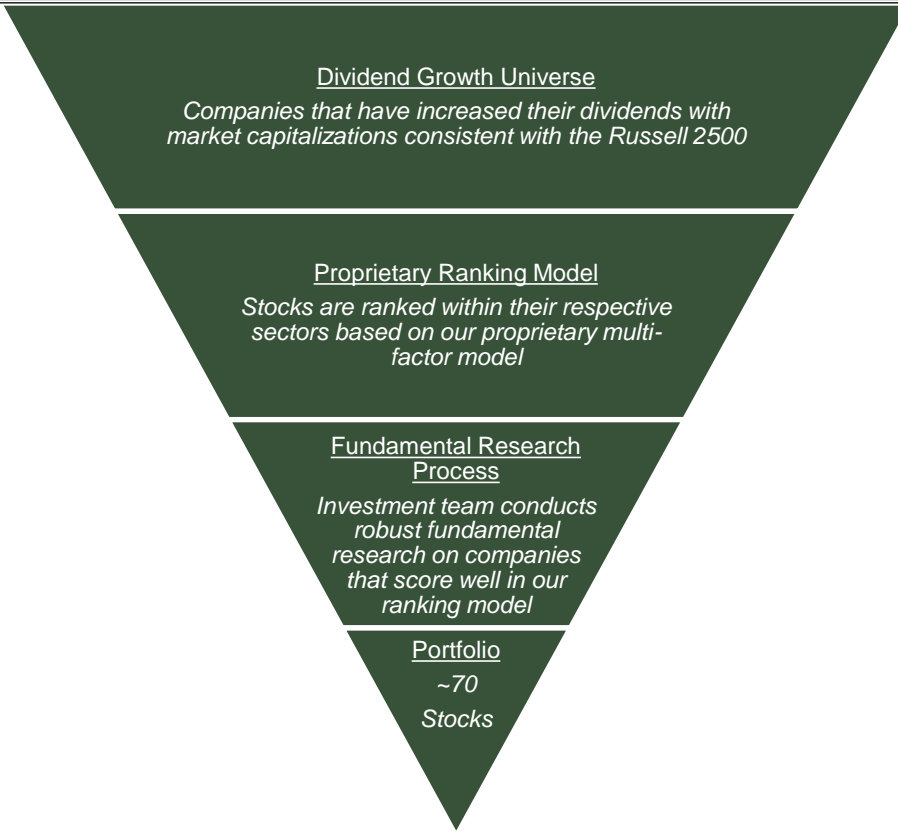 Dividend Growth Universe
Companies that have increased their dividends with
market capitalizations consistent with the Russell 2500
Proprietary Ranking Model
Stocks are ranked within their respective
sectors based on our proprietary multi-
factor model
Fundamental Research
Process
Investment team conducts
robust fundamental
research on companies
that score well in our
ranking model
Portfolio
~70
Stocks